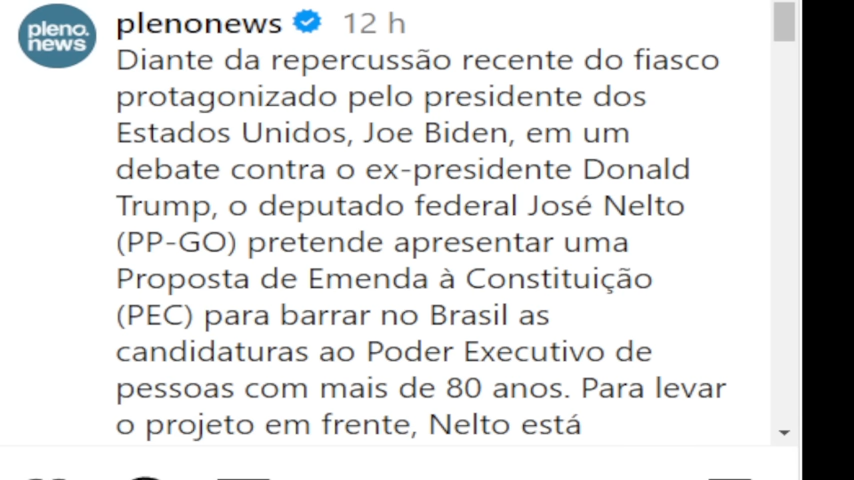 pleno.
news
plenonews 12 h
Diante da repercussão recente do fiasco
protagonizado pelo presidente dos
Estados Unidos, Joe Biden, em um
debate contra o ex-presidente Donald
Trump, o deputado federal José Nelto
(PP-GO) pretende apresentar uma
Proposta de Emenda à Constituição
(PEC) para barrar no Brasil as
candidaturas ao Poder Executivo de
pessoas com mais de 80 anos. Para levar
o projeto em frente, Nelto está